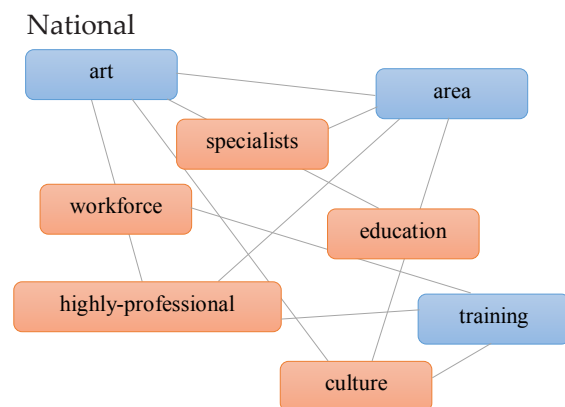 National
art
area
specialists
workforce
education
highly-professional
training
culture